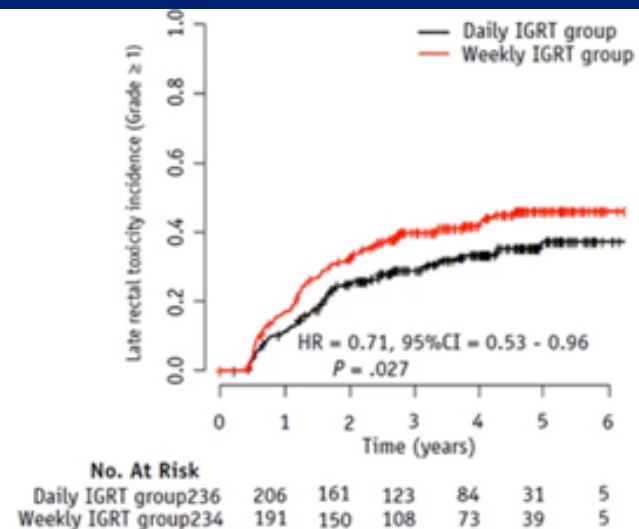 Daily IGRT group
Weekly IGRT group
Late rectal toxicity incidence (Grade ≥ 1)
1.0
0.8
0.6
0.4
0.2
0.0
HR = 0.71, 95%CI = 0.53 - 0.96
P = .027
0 1 2 3 4 5 6
Time (years)
No. At Risk
Daily IGRT group236 206 161 123 84 31 5
Weekly IGRT group234 191 150 108 73 39 5